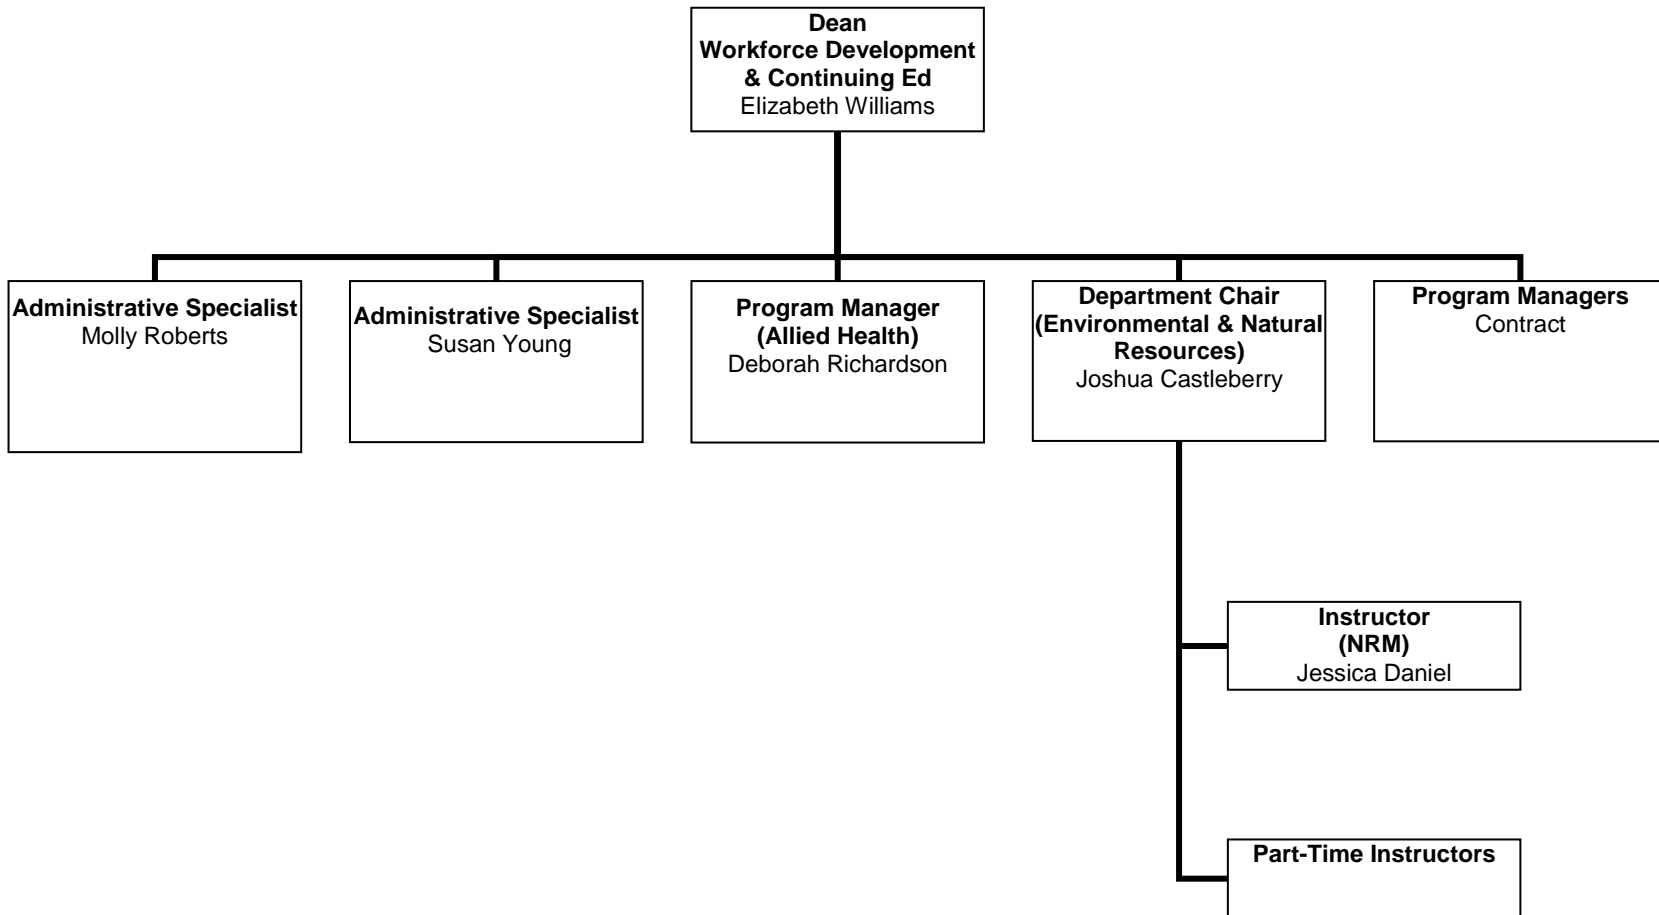 Dean
Workforce Development
& Continuing Ed
Elizabeth Williams
Administrative Specialist
Molly Roberts
Administrative Specialist
Susan Young
Program Manager
(Allied Health)
Deborah Richardson
Department Chair
(Environmental & Natural
Resources)
Joshua Castleberry
Program Managers
Contract
Instructor
(NRM)
Jessica Daniel
Part-Time Instructors